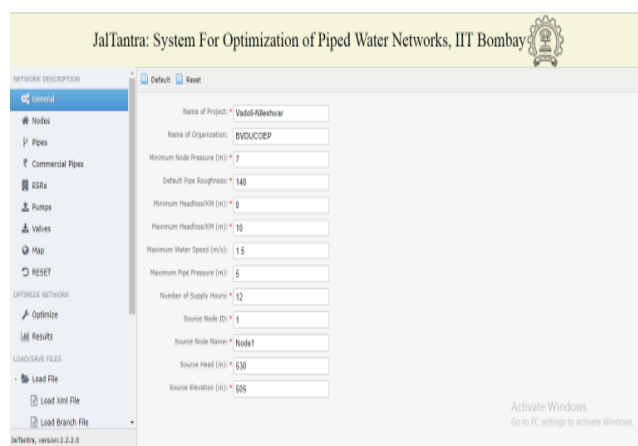 JalTantra: System For Optimization of Piped Water Networks, IIT Bombay
NETWORK DESCRIPTION
General
Nodes
Pipes
Commercial Pipes
ESRs
Pumps
Valves
Map
RESET
OPTIMIZE NETWORK
Optimize
Results
LOAD/SAVE FILES
Load File
Load Xml File
Load Branch File
JalTantra, version:2.2.2.0
Default Reset
Name of Project: * Vadoli-Nileshwar
Name of Organization: BVDUCOEP
Minimum Node Pressure (m): * 7
Default Pipe Roughness: * 140
Minimum Headloss/KM (m): * 0
Maximum Headloss/KM (m): * 10
Maximum Water Speed (m/s): 1.5
Maximum Pipe Pressure (m): 5
Number of Supply Hours: * 12
Source Node ID: * 1
Source Node Name: * Node1
Source Head (m): * 530
Source Elevation (m): * 505
Activate Windows
Go to PC settings to activate Windows.